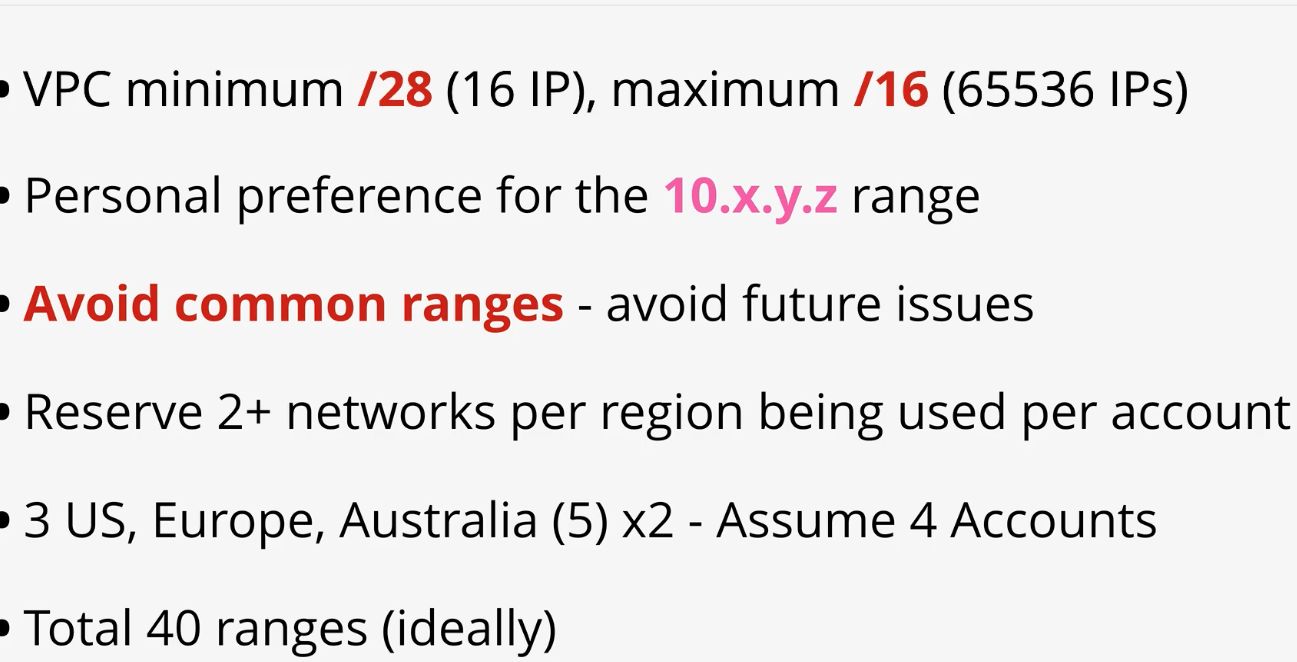 • VPC minimum /28 (16 IP), maximum /16 (65536 IPs)
• Personal preference for the 10.x.y.z range
• Avoid common ranges - avoid future issues
• Reserve 2+ networks per region being used per account
• 3 US, Europe, Australia (5) x2 - Assume 4 Accounts
• Total 40 ranges (ideally)